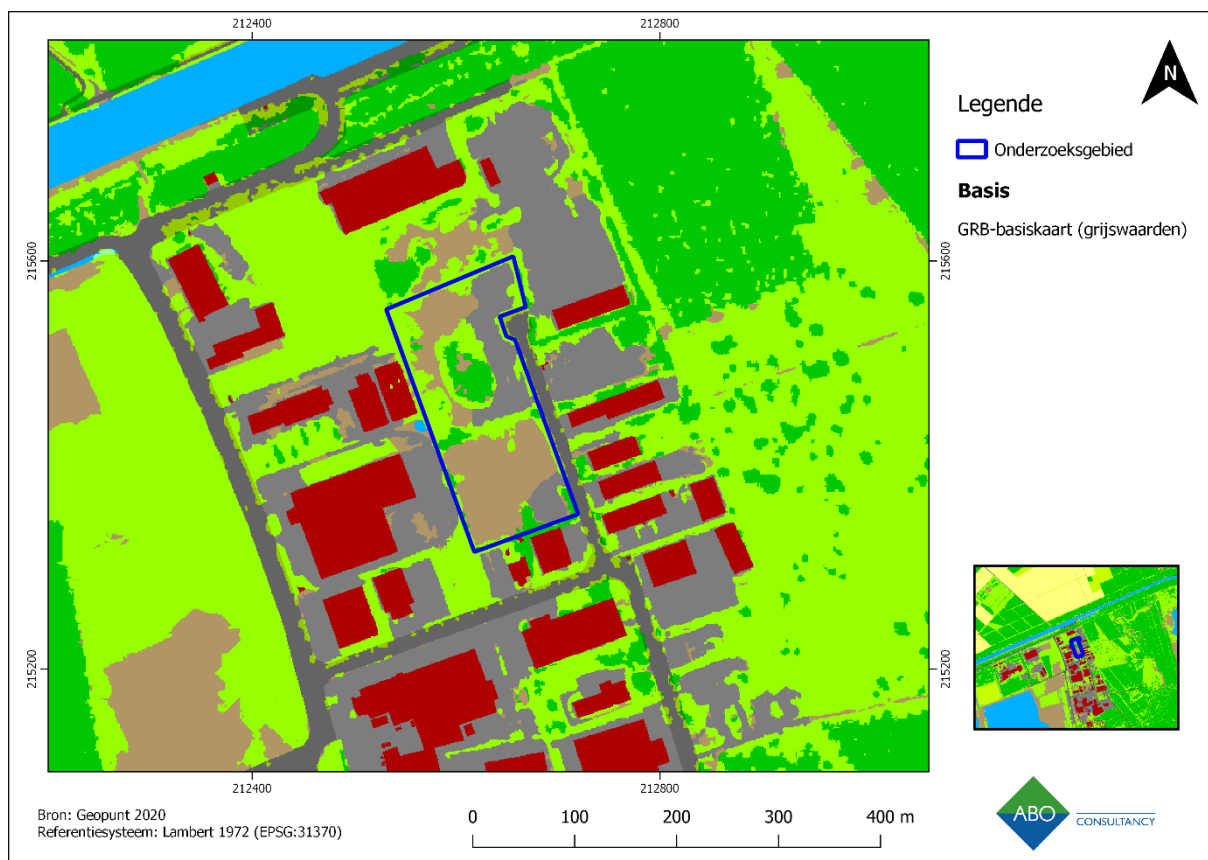 212400
212800
N
Legende
Onderzoeksgebied
Basis
GRB-basiskaart (grijswaarden)
215600
215600
215200
215200
212400
212800
Bron: Geopunt 2020
Referentiesysteem: Lambert 1972 (EPSG:31370)
0 100 200 300 400 m
ABO
CONSULTANCY